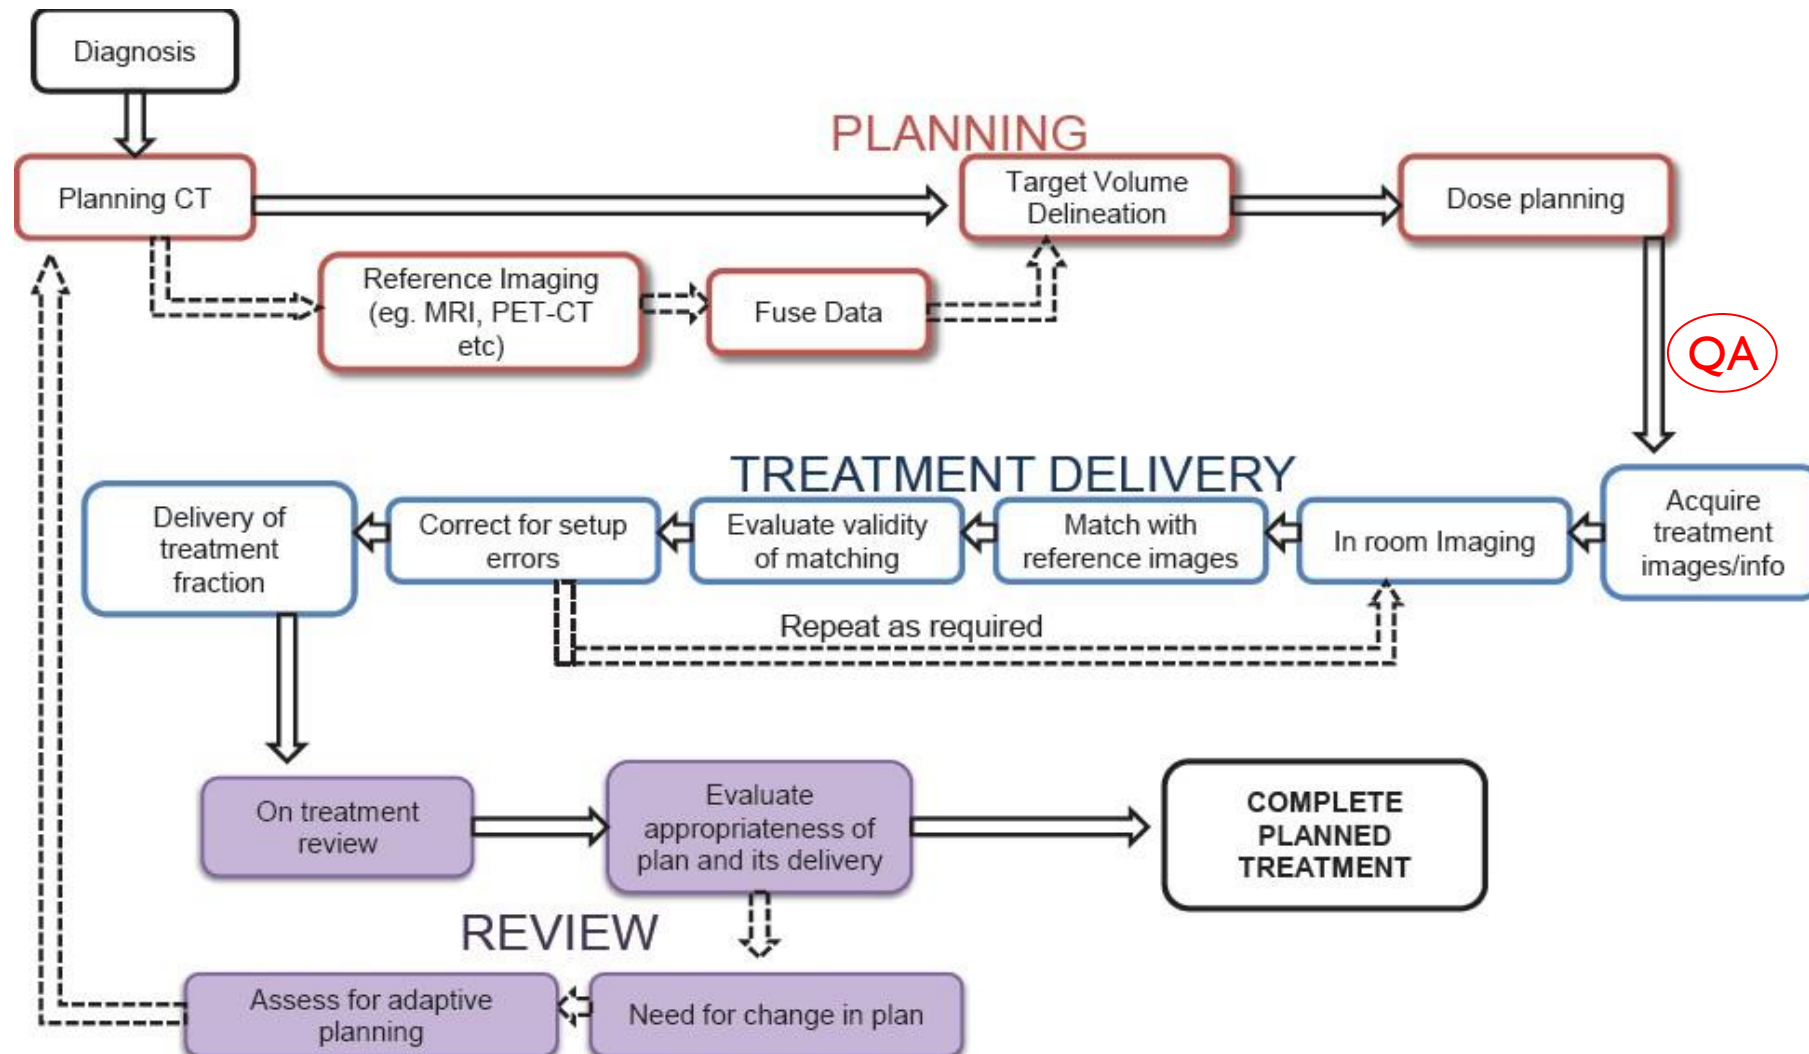 Diagnosis
PLANNING
Planning CT
Target Volume
Delineation
Dose planning
Reference Imaging
(eg. MRI, PET-CT
etc)
Fuse Data
QA
TREATMENT DELIVERY
Delivery of
treatment
fraction
Correct for setup
errors
Evaluate validity
of matching
Match with
reference images
In room Imaging
Acquire
treatment
images/info
Repeat as required
On treatment
review
Evaluate
appropriateness of
plan and its delivery
COMPLETE
PLANNED
TREATMENT
REVIEW
Assess for adaptive
planning
Need for change in plan